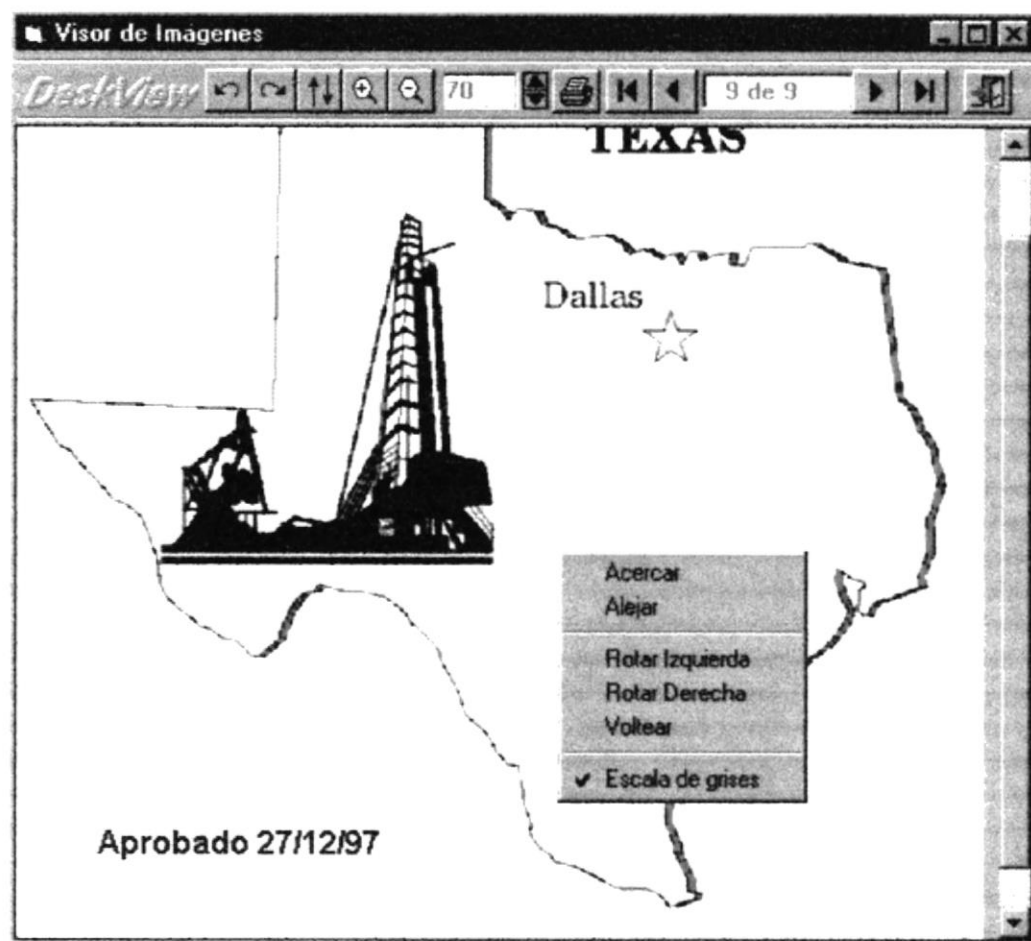 Visor de Imágenes
DeskView 70 9 de 9
TEXAS
Dallas
Acercar
Alejar
Rotar Izquierda
Rotar Derecha
Voltear
✔ Escala de grises
Aprobado 27/12/97